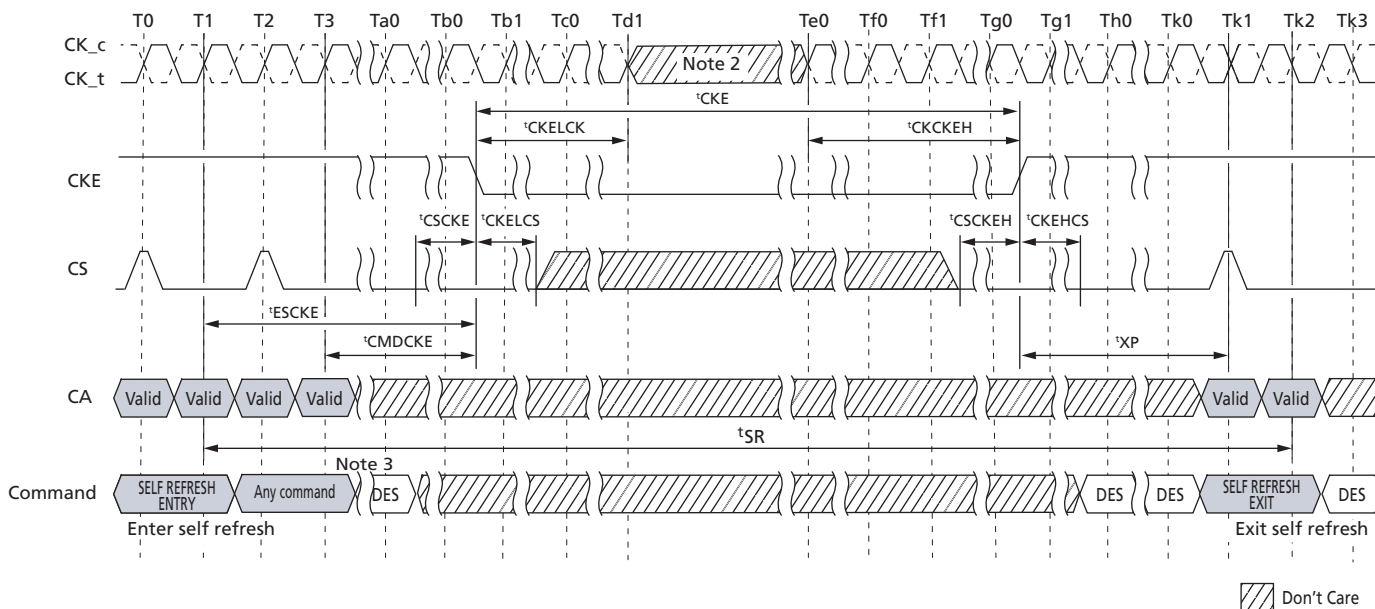 T0 T1 T2 T3 Ta0 Tb0 Tb1 Tc0 Td1 Te0 Tf0 Tf1 Tg0 Tg1 Th0 Tk0 Tk1 Tk2 Tk3
CK_c
CK_t
Note 2
tCKE
tCKELCK tCKCKEH
CKE
tCSCKE tCKELCS tCSCKEH tCKEHCS
CS
tESCKE
tCMDCKE tXP
CA Valid Valid Valid Valid Valid Valid
tSR
Note 3
Command SELF REFRESH ENTRY Any command DES DES DES SELF REFRESH EXIT DES
Enter self refresh Exit self refresh
Don't Care